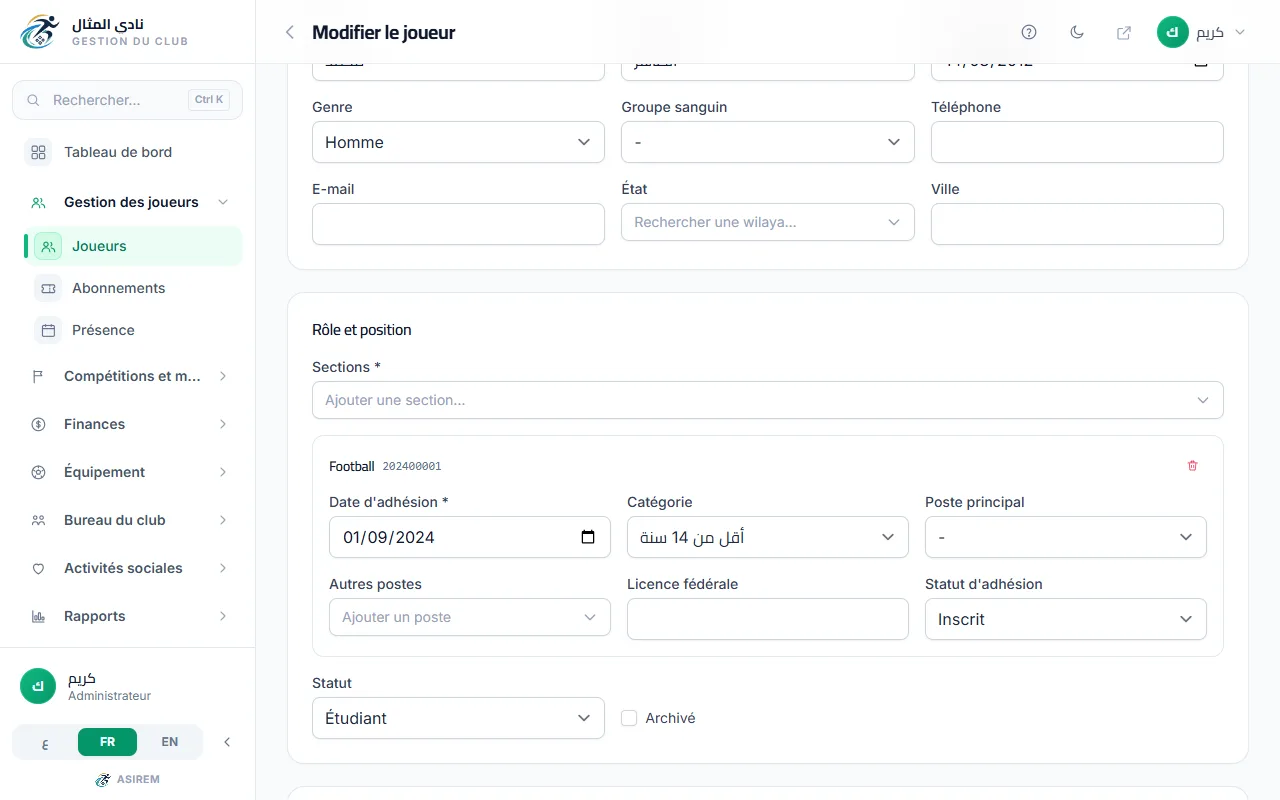 نادي المثال
GESTION DU CLUB
Rechercher...
Ctrl K
Tableau de bord
Gestion des joueurs
Joueurs
Abonnements
Présence
Compétitions et m...
Finances
Équipement
Bureau du club
Activités sociales
Rapports
كريم
Administrateur
ع
FR
EN
ASIREM
Modifier le joueur
ك
كريم
Genre
Groupe sanguin
Téléphone
Homme
-
E-mail
État
Ville
Rechercher une wilaya...
Rôle et position
Sections *
Ajouter une section...
Football 202400001
Date d'adhésion *
Catégorie
Poste principal
01/09/2024
أقل من 14 سنة
-
Autres postes
Licence fédérale
Statut d'adhésion
Ajouter un poste
Inscrit
Statut
Étudiant
Archivé